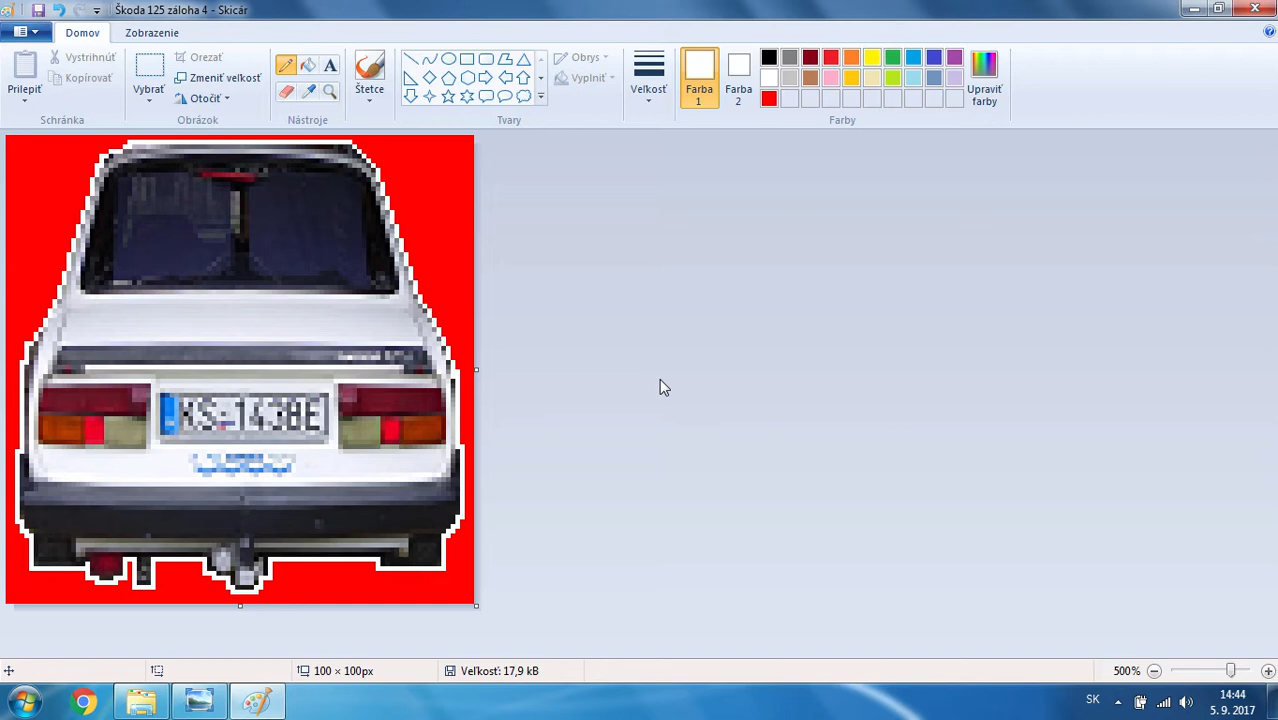 Škoda 125 záloha 4 - Skicár
Domov
Zobrazenie
Prilepiť
Vystrihnúť
Kopírovať
Schránka
Vybrať
Orezať
Zmeniť veľkosť
Otočiť
Obrázok
A
Nástroje
Štetce
Obrys
Vyplniť
Tvary
Veľkosť
Farba 1
Farba 2
Upraviť farby
Farby
KS-143BE
100 × 100px
Veľkosť: 17,9 kB
500%
SK
14:44
5. 9. 2017